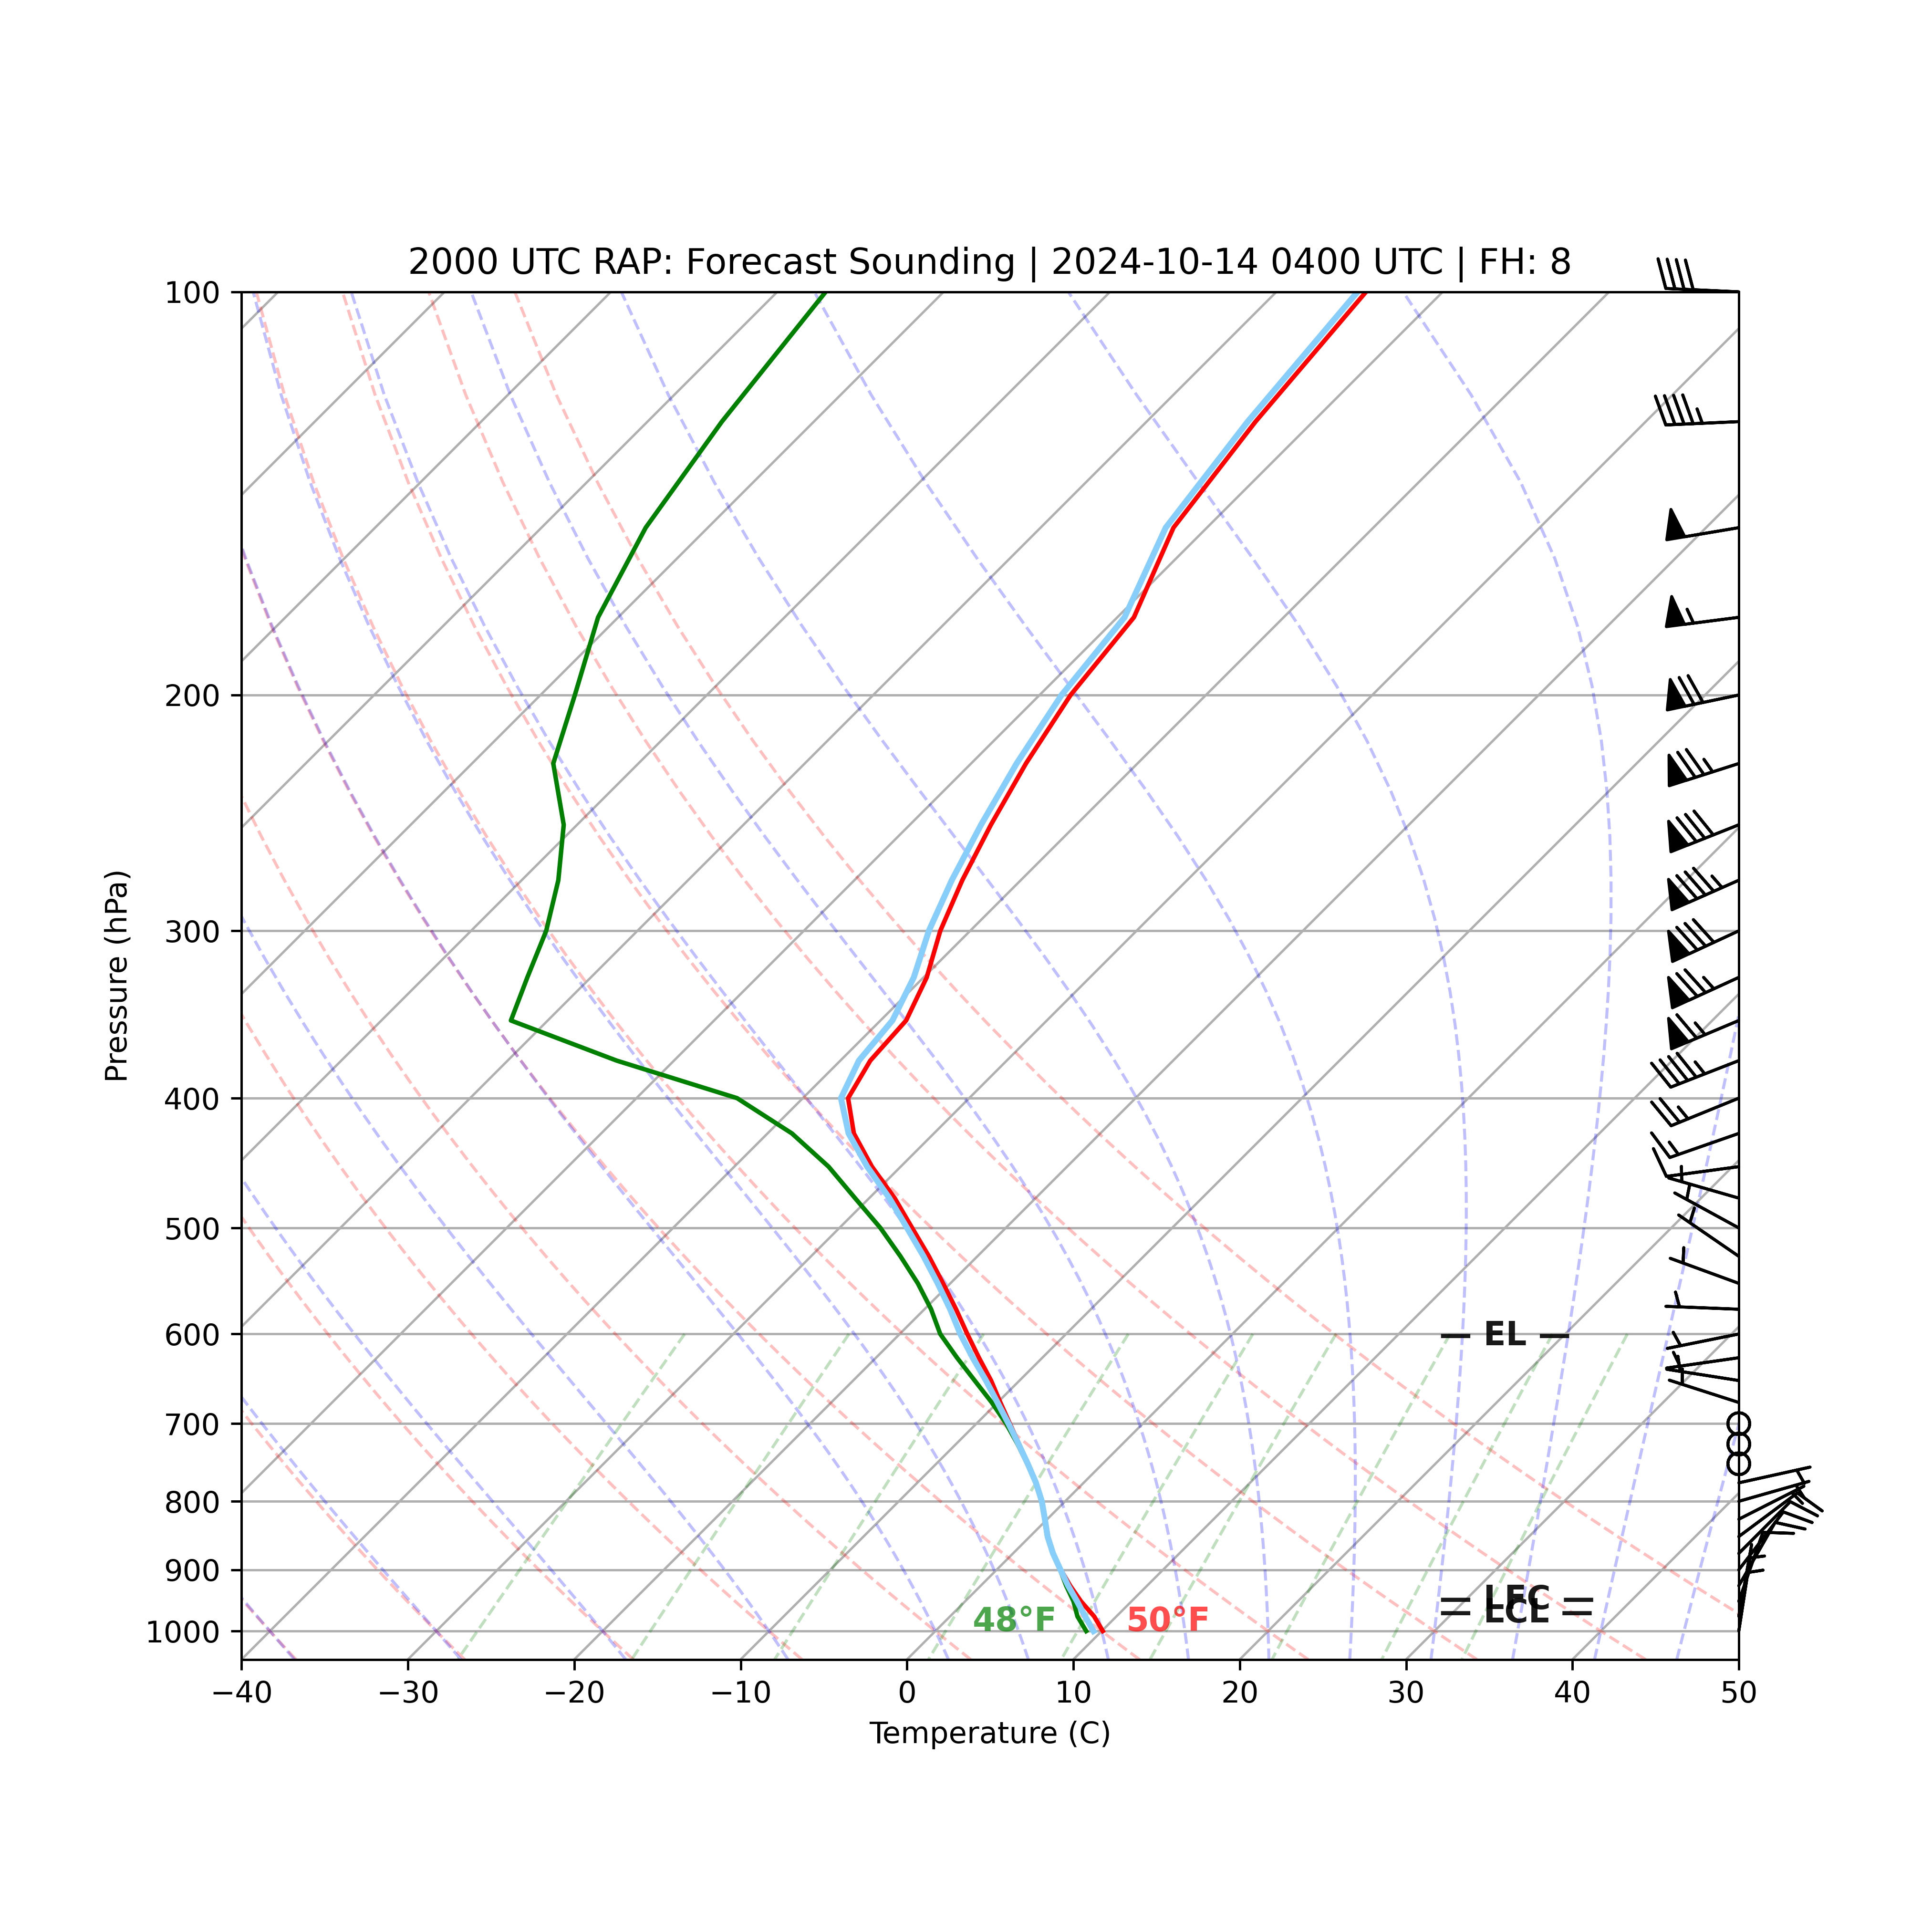 2000 UTC RAP: Forecast Sounding | 2024-10-14 0400 UTC | FH: 8
100
200
300
400
500
600
700
800
900
1000
Pressure (hPa)
— EL —
— LFC —
— LCL —
48°F 50°F
−40 −30 −20 −10 0 10 20 30 40 50
Temperature (C)